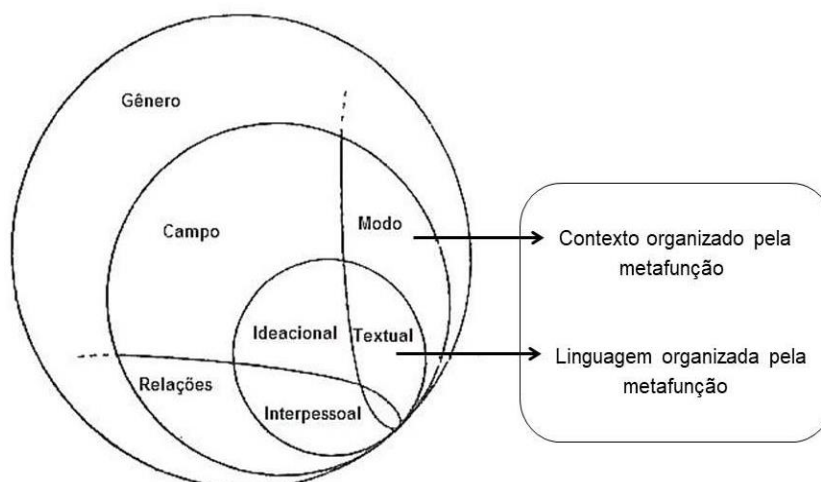 Gênero
Campo
Modo
Ideacional
Textual
Relações
Interpessoal
Contexto organizado pela
metafunção
Linguagem organizada pela
metafunção